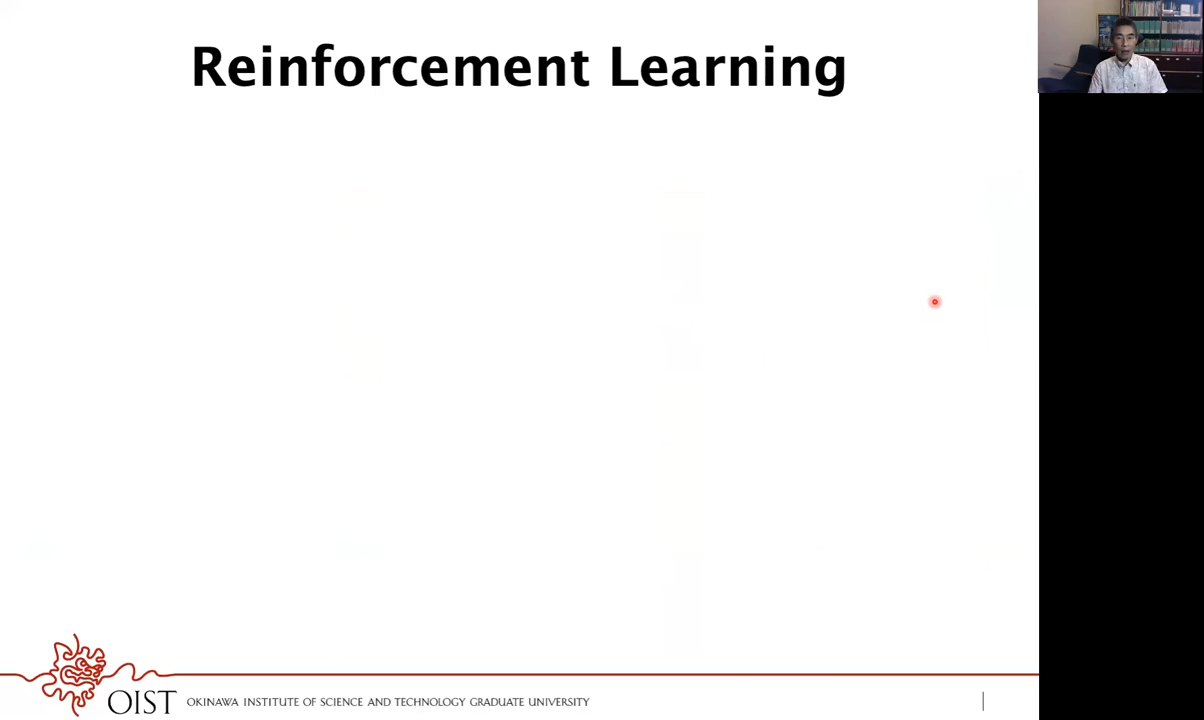 Reinforcement Learning
OIST OKINAWA INSTITUTE OF SCIENCE AND TECHNOLOGY GRADUATE UNIVERSITY